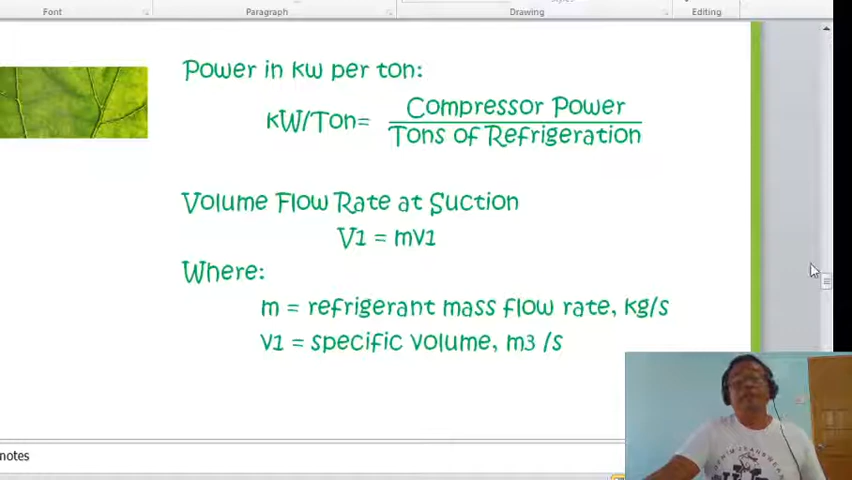 Font
Paragraph
Drawing
Editing
Power in kw per ton:
kW/Ton= Compressor Power
Tons of Refrigeration
Volume Flow Rate at Suction
V1 = mv1
Where:
m = refrigerant mass flow rate, kg/s
v1 = specific volume, m3 /s
notes